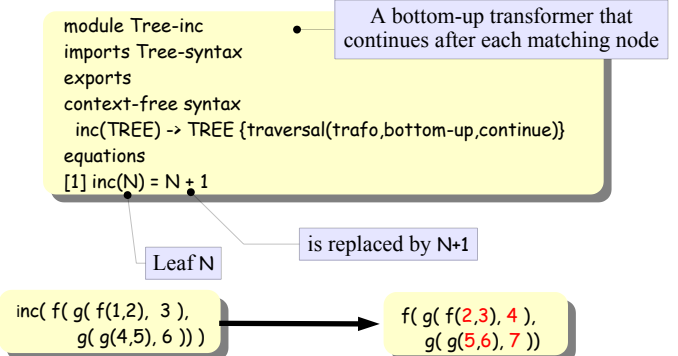 A bottom-up transformer that
continues after each matching node
module Tree-inc
imports Tree-syntax
exports
context-free syntax
inc(TREE) -> TREE {traversal(trafo,bottom-up,continue)}
equations
[1] inc(N) = N + 1
Leaf N
is replaced by N+1
inc( f( g( f(1,2), 3 ),
g( g(4,5), 6 )) )
f( g( f(2,3), 4 ),
g( g(5,6), 7 ))